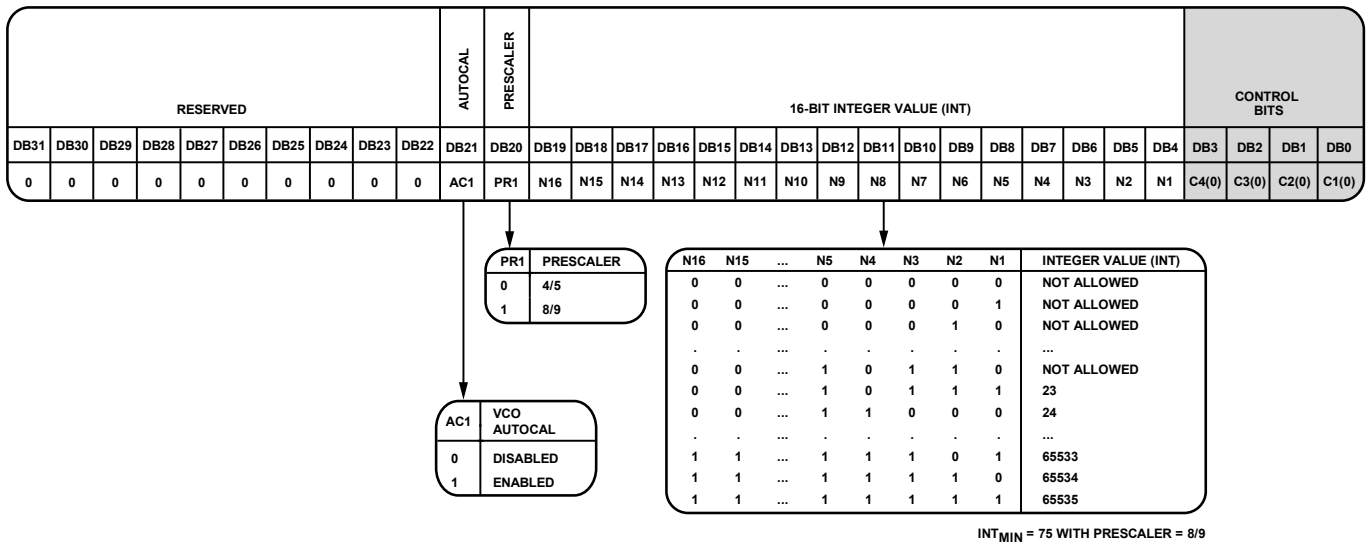 AUTOCAL
PRESCALER
RESERVED
16-BIT INTEGER VALUE (INT)
CONTROL
BITS
DB31 DB30 DB29 DB28 DB27 DB26 DB25 DB24 DB23 DB22 DB21 DB20 DB19 DB18 DB17 DB16 DB15 DB14 DB13 DB12 DB11 DB10 DB9 DB8 DB7 DB6 DB5 DB4 DB3 DB2 DB1 DB0
0 0 0 0 0 0 0 0 0 0 AC1 PR1 N16 N15 N14 N13 N12 N11 N10 N9 N8 N7 N6 N5 N4 N3 N2 N1 C4(0) C3(0) C2(0) C1(0)
PR1 PRESCALER
0 4/5
1 8/9
AC1 VCO
AUTOCAL
0 DISABLED
1 ENABLED
N16 N15 ... N5 N4 N3 N2 N1 INTEGER VALUE (INT)
0 0 ... 0 0 0 0 0 NOT ALLOWED
0 0 ... 0 0 0 0 1 NOT ALLOWED
0 0 ... 0 0 0 1 0 NOT ALLOWED
. . ... . . . . . ...
0 0 ... 1 0 1 1 0 NOT ALLOWED
0 0 ... 1 0 1 1 1 23
0 0 ... 1 1 0 0 0 24
. . ... . . . . . ...
1 1 ... 1 1 1 0 1 65533
1 1 ... 1 1 1 1 0 65534
1 1 ... 1 1 1 1 1 65535
INTMIN = 75 WITH PRESCALER = 8/9